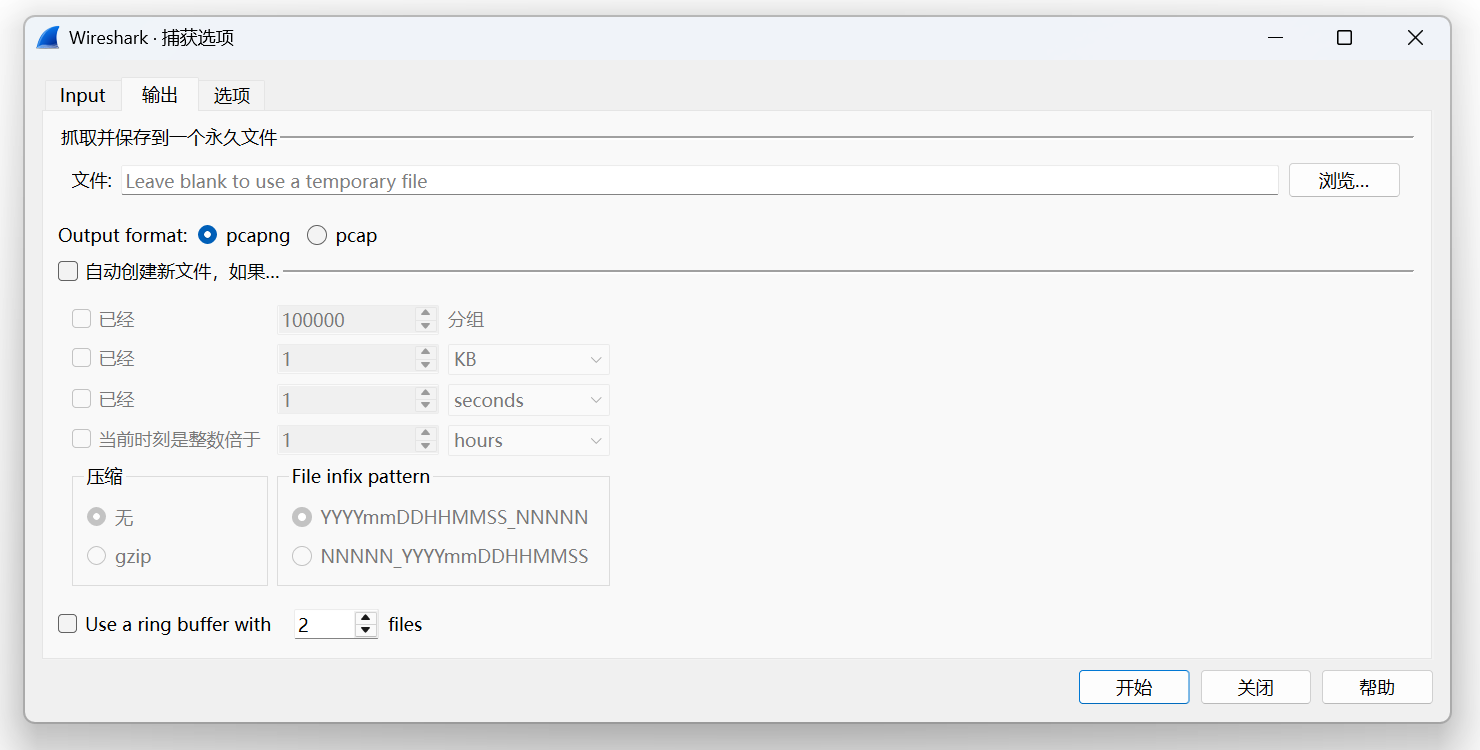 Wireshark · 捕获选项
Input 输出 选项
抓取并保存到一个永久文件
文件: Leave blank to use a temporary file 浏览...
Output format: pcapng pcap
自动创建新文件，如果...
已经 100000 分组
已经 1 KB
已经 1 seconds
当前时刻是整数倍于 1 hours
压缩 File infix pattern
无 YYYYmmDDHHMMSS_NNNNN
gzip NNNNN_YYYYmmDDHHMMSS
Use a ring buffer with 2 files
开始 关闭 帮助